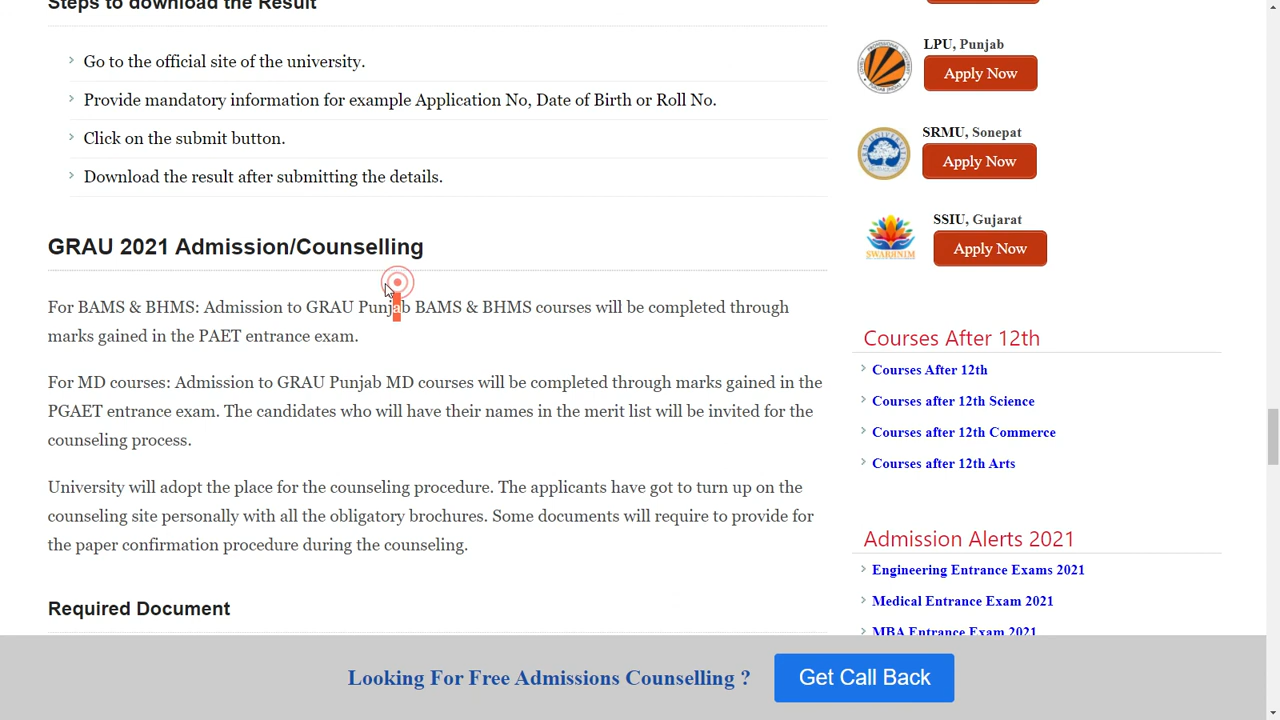 Steps to download the Result
Go to the official site of the university.
Provide mandatory information for example Application No, Date of Birth or Roll No.
Click on the submit button.
Download the result after submitting the details.
GRAU 2021 Admission/Counselling
For BAMS & BHMS: Admission to GRAU Punjab BAMS & BHMS courses will be completed through
marks gained in the PAET entrance exam.
For MD courses: Admission to GRAU Punjab MD courses will be completed through marks gained in the
PGAET entrance exam. The candidates who will have their names in the merit list will be invited for the
counseling process.
University will adopt the place for the counseling procedure. The applicants have got to turn up on the
counseling site personally with all the obligatory brochures. Some documents will require to provide for
the paper confirmation procedure during the counseling.
Required Document
LPU, Punjab
Apply Now
SRMU, Sonepat
Apply Now
SSIU, Gujarat
Apply Now
SWARRNIM
Courses After 12th
Courses After 12th
Courses after 12th Science
Courses after 12th Commerce
Courses after 12th Arts
Admission Alerts 2021
Engineering Entrance Exams 2021
Medical Entrance Exam 2021
MBA Entrance Exam 2021
Looking For Free Admissions Counselling ?
Get Call Back